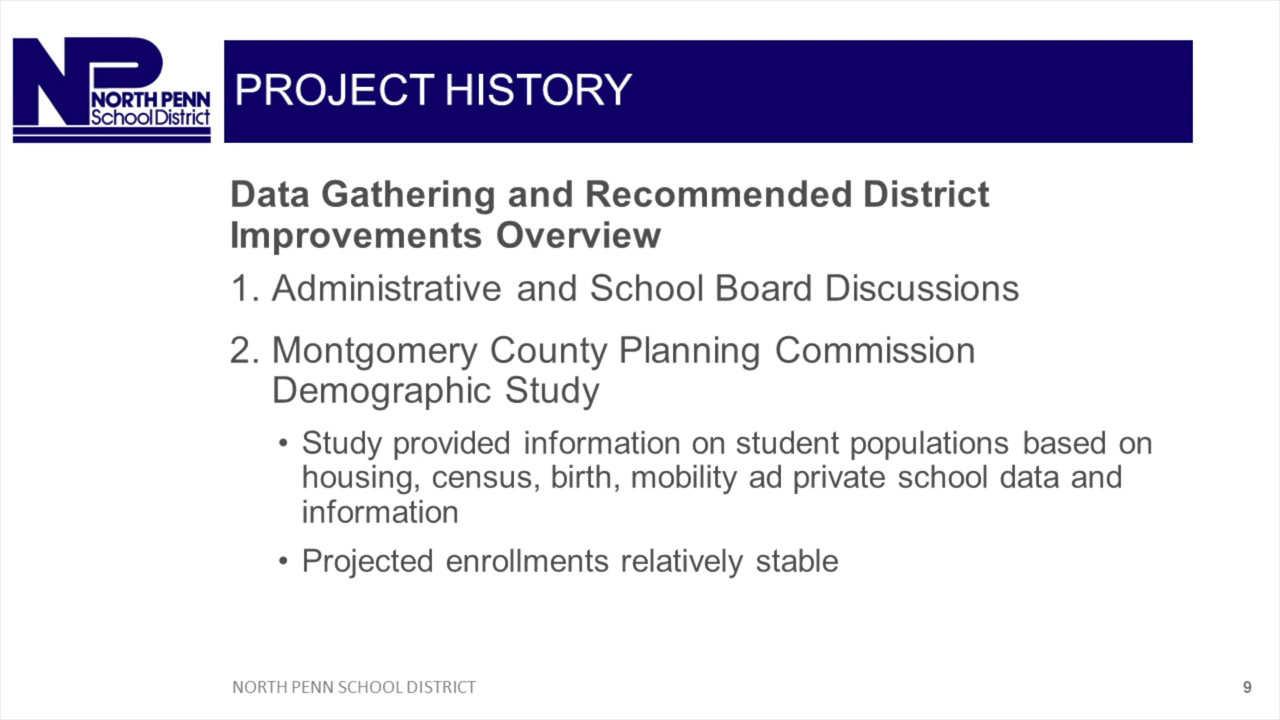 NORTH PENN
School District
PROJECT HISTORY
Data Gathering and Recommended District
Improvements Overview
1. Administrative and School Board Discussions
2. Montgomery County Planning Commission
Demographic Study
• Study provided information on student populations based on
housing, census, birth, mobility ad private school data and
information
• Projected enrollments relatively stable
NORTH PENN SCHOOL DISTRICT
9